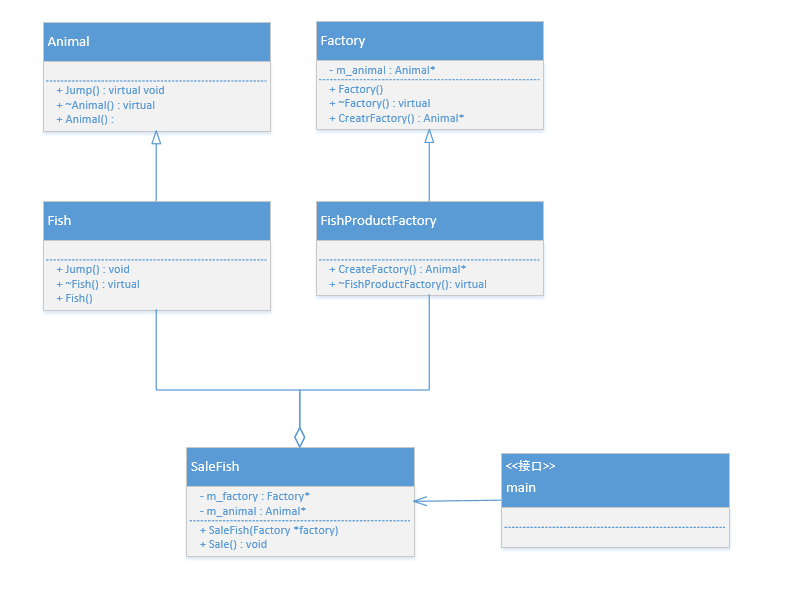 Animal
+ Jump() : virtual void
+ ~Animal() : virtual
+ Animal() :
Factory
- m_animal : Animal*
+ Factory()
+ ~Factory() : virtual
+ CreatrFactory() : Animal*
Fish
+ Jump() : void
+ ~Fish() : virtual
+ Fish()
FishProductFactory
+ CreateFactory() : Animal*
+ ~FishProductFactory(): virtual
SaleFish
- m_factory : Factory*
- m_animal : Animal*
+ SaleFish(Factory *factory)
+ Sale() : void
<<接口>>
main